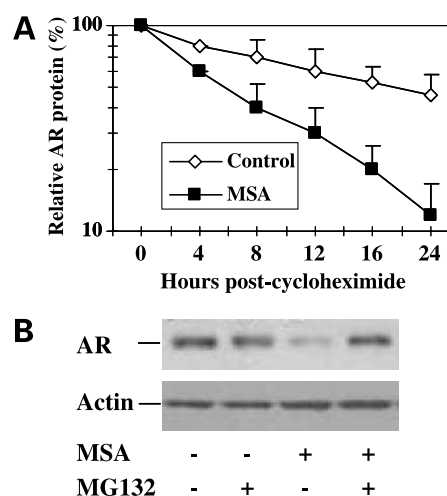 A
Relative AR protein (%)
100
10
Control
MSA
0 4 8 12 16 24
Hours post-cycloheximide
B
AR
Actin
MSA - - + +
MG132 - + - +